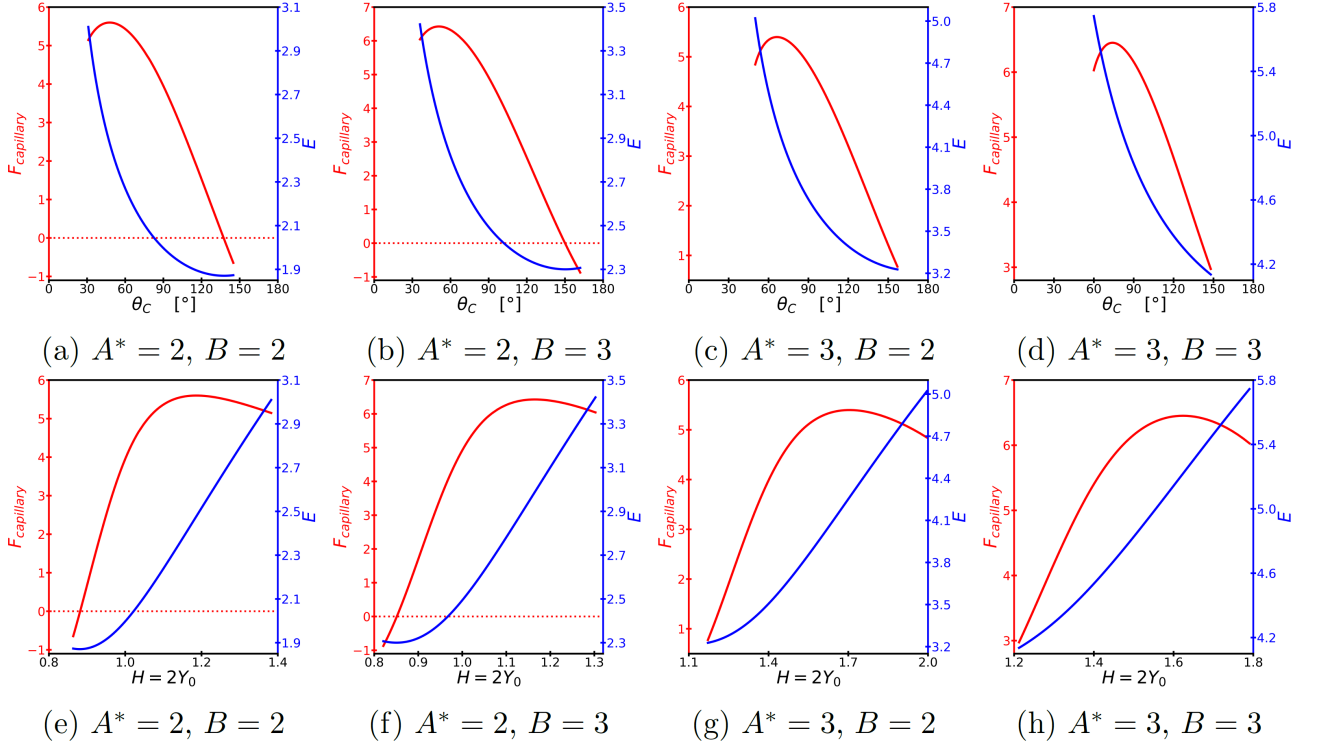 6 3.1 6 5 4 3 2 1 0 −1 2.9 2.7 2.5 2.3 2.1 1.9
F_capillary
E
0 30 60 90 120 150 180
θ_C [°]
(a) A* = 2, B = 2
7 6 5 4 3 2 1 0 −1 3.5 3.3 3.1 2.9 2.7 2.5 2.3
F_capillary
E
0 30 60 90 120 150 180
θ_C [°]
(b) A* = 2, B = 3
6 5 4 3 2 1 5.0 4.7 4.4 4.1 3.8 3.5 3.2
F_capillary
E
0 30 60 90 120 150 180
θ_C [°]
(c) A* = 3, B = 2
7 6 5 4 3 5.8 5.4 5.0 4.6 4.2
F_capillary
E
0 30 60 90 120 150 180
θ_C [°]
(d) A* = 3, B = 3
6 5 4 3 2 1 0 −1 3.1 2.9 2.7 2.5 2.3 2.1 1.9
F_capillary
E
0.8 1.0 1.2 1.4
H = 2Y₀
(e) A* = 2, B = 2
7 6 5 4 3 2 1 0 −1 3.5 3.3 3.1 2.9 2.7 2.5 2.3
F_capillary
E
0.8 0.9 1.0 1.1 1.2 1.3
H = 2Y₀
(f) A* = 2, B = 3
6 5 4 3 2 1 5.0 4.7 4.4 4.1 3.8 3.5 3.2
F_capillary
E
1.1 1.4 1.7 2.0
H = 2Y₀
(g) A* = 3, B = 2
7 6 5 4 3 5.8 5.4 5.0 4.6 4.2
F_capillary
E
1.2 1.4 1.6 1.8
H = 2Y₀
(h) A* = 3, B = 3